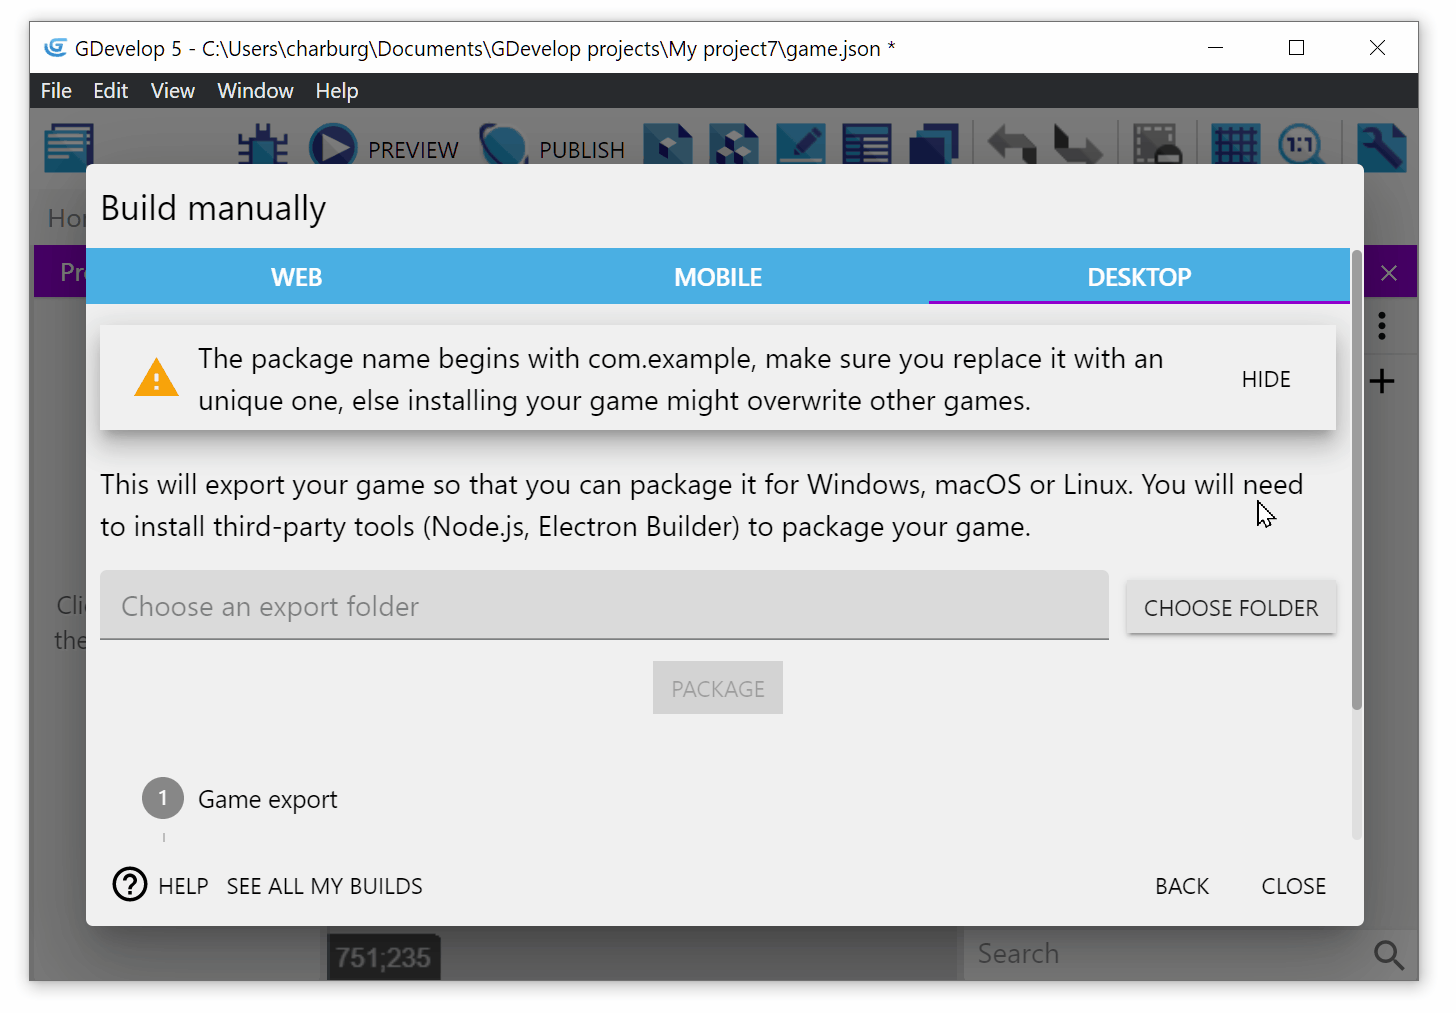 GDevelop 5 - C:\Users\charburg\Documents\GDevelop projects\My project7\game.json *
File Edit View Window Help
PREVIEW PUBLISH 1:1
Build manually
WEB MOBILE DESKTOP
The package name begins with com.example, make sure you replace it with an
unique one, else installing your game might overwrite other games.
HIDE
This will export your game so that you can package it for Windows, macOS or Linux. You will need
to install third-party tools (Node.js, Electron Builder) to package your game.
Choose an export folder
CHOOSE FOLDER
the
PACKAGE
1 Game export
HELP SEE ALL MY BUILDS BACK CLOSE
751;235
Search